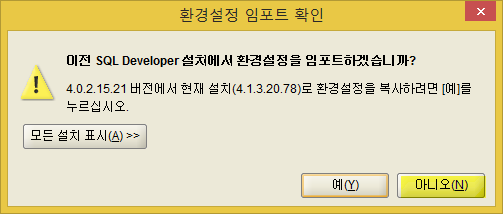 환경설정 임포트 확인
이전 SQL Developer 설치에서 환경설정을 임포트하겠습니까?
4.0.2.15.21 버전에서 현재 설치(4.1.3.20.78)로 환경설정을 복사하려면 [예]를
누르십시오.
모든 설치 표시(A) >>
예(Y)
아니오(N)